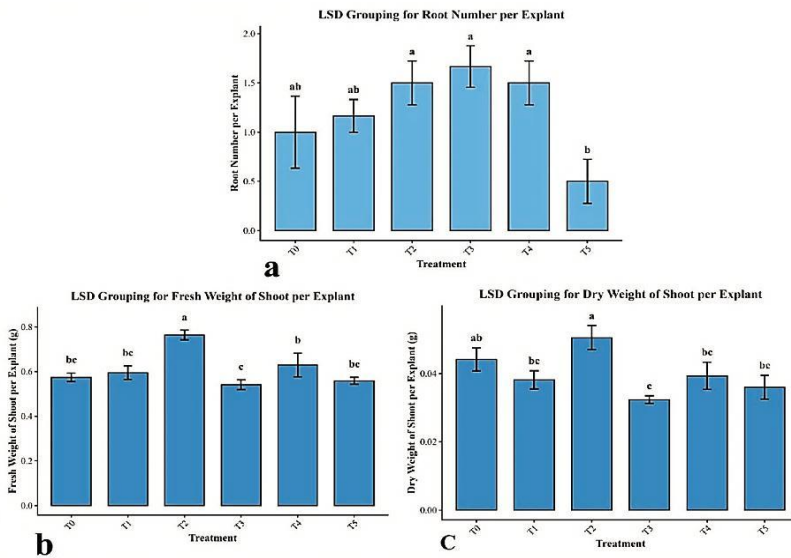 LSD Grouping for Root Number per Explant
Root Number per Explant
2.0
1.5
1.0
0.5
0.0
ab
ab
a
a
a
b
T0
T1
T2
T3
T4
T5
Treatment
a
LSD Grouping for Fresh Weight of Shoot per Explant
Fresh Weight of Shoot per Explant (g)
0.8
0.6
0.4
0.2
0.0
bc
bc
a
c
b
bc
T0
T1
T2
T3
T4
T5
Treatment
b
LSD Grouping for Dry Weight of Shoot per Explant
Dry Weight of Shoot per Explant (g)
0.04
0.02
0.00
ab
bc
a
c
bc
bc
T0
T1
T2
T3
T4
T5
Treatment
C